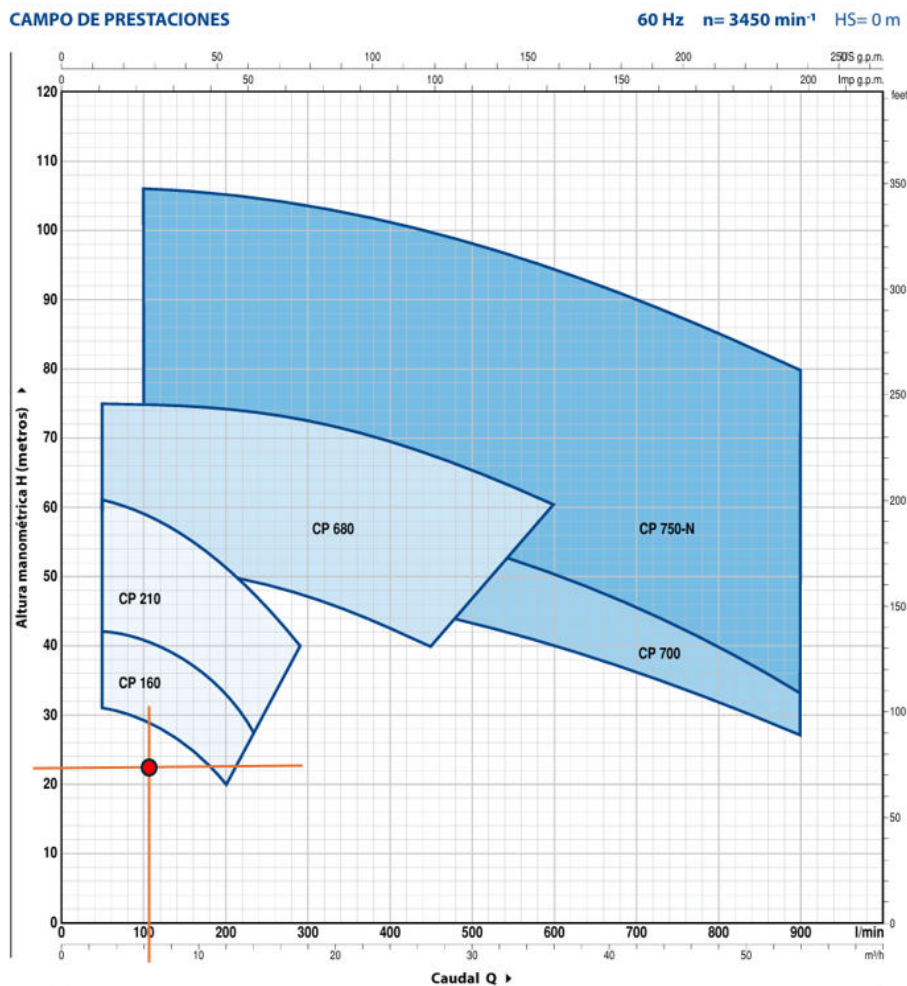 CAMPO DE PRESTACIONES
60 Hz n= 3450 min⁻¹ HS= 0 m
0 50 100 150 200 250 US g.p.m.
0 50 100 150 200 Imp g.p.m.
120
feet
110
350
100
300
90
80
250
70
60
200
50
150
40
30
100
20
50
10
0
0
Altura manométrica H (metros)
CP 680
CP 750-N
CP 210
CP 700
CP 160
0 100 200 300 400 500 600 700 800 900 l/min
0 10 20 30 40 50 m³/h
Caudal Q